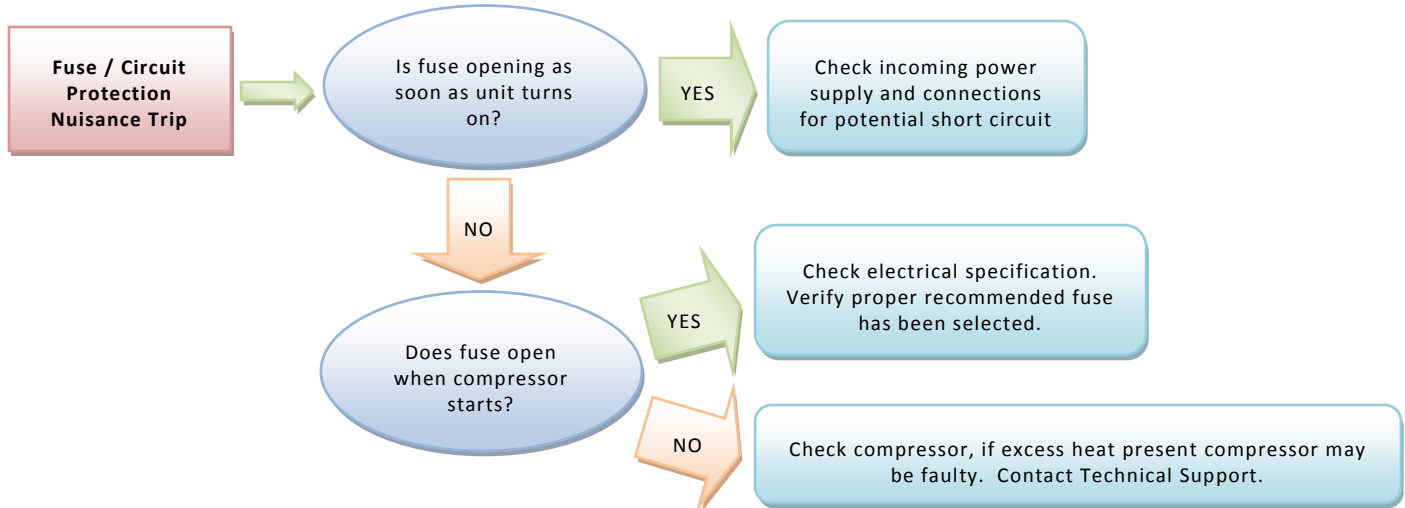 Fuse / Circuit
Protection
Nuisance Trip
Is fuse opening as
soon as unit turns
on?
YES
Check incoming power
supply and connections
for potential short circuit
NO
Does fuse open
when compressor
starts?
YES
Check electrical specification.
Verify proper recommended fuse
has been selected.
NO
Check compressor, if excess heat present compressor may
be faulty.  Contact Technical Support.